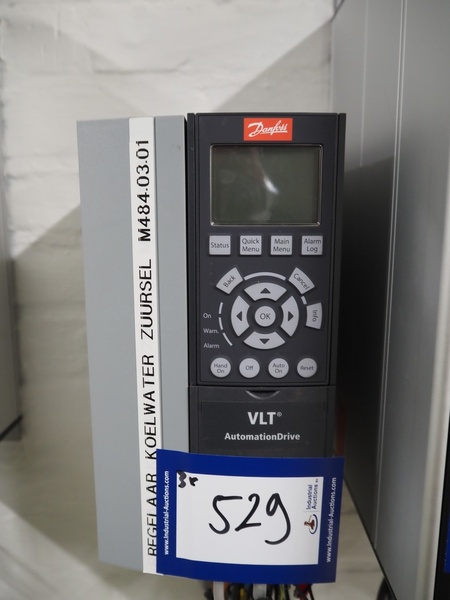 Danfoss
Status
Quick Menu
Main Menu
Alarm Log
Back
Cancel
Info
OK
On
Warn.
Alarm
Hand On
Off
Auto On
Reset
VLT®
AutomationDrive
REGELAAR KOELWATER ZUURSEL M484-03-01
www.Industrial-Auctions.com
529
Industrial Auctions
www.Industrial-Auctions.com